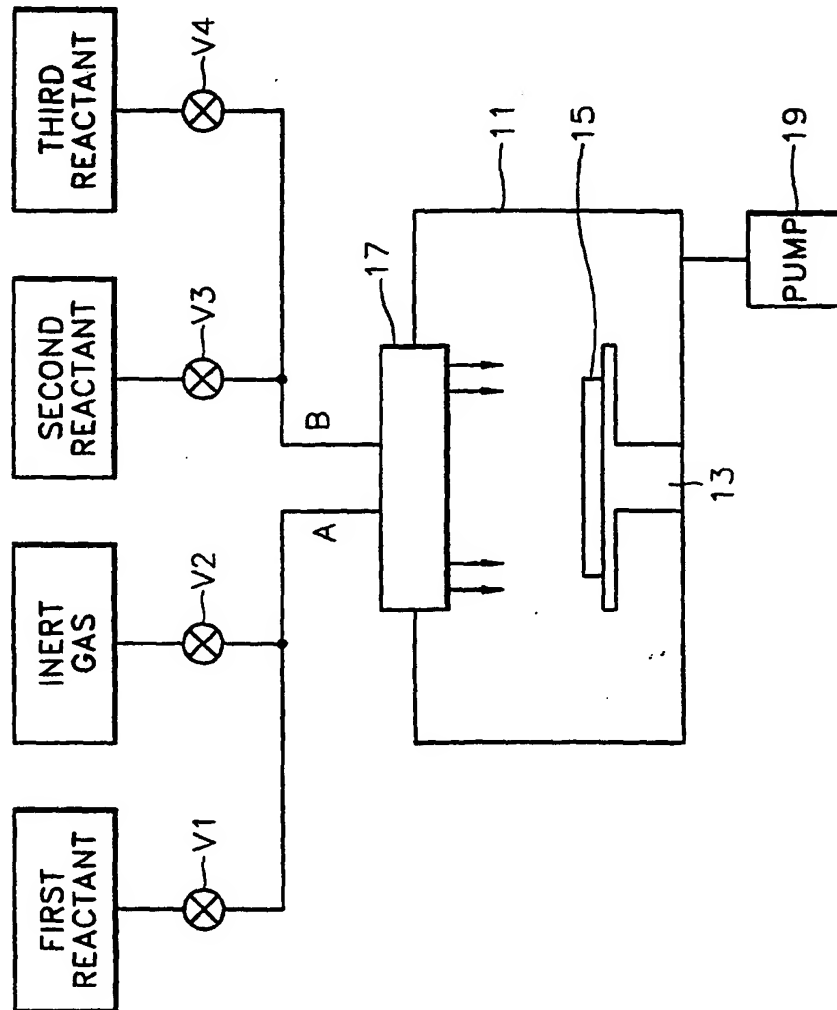 FIRST
REACTANT
INERT
GAS
SECOND
REACTANT
THIRD
REACTANT
V1
V2
V3
V4
A
B
17
11
15
13
PUMP
19